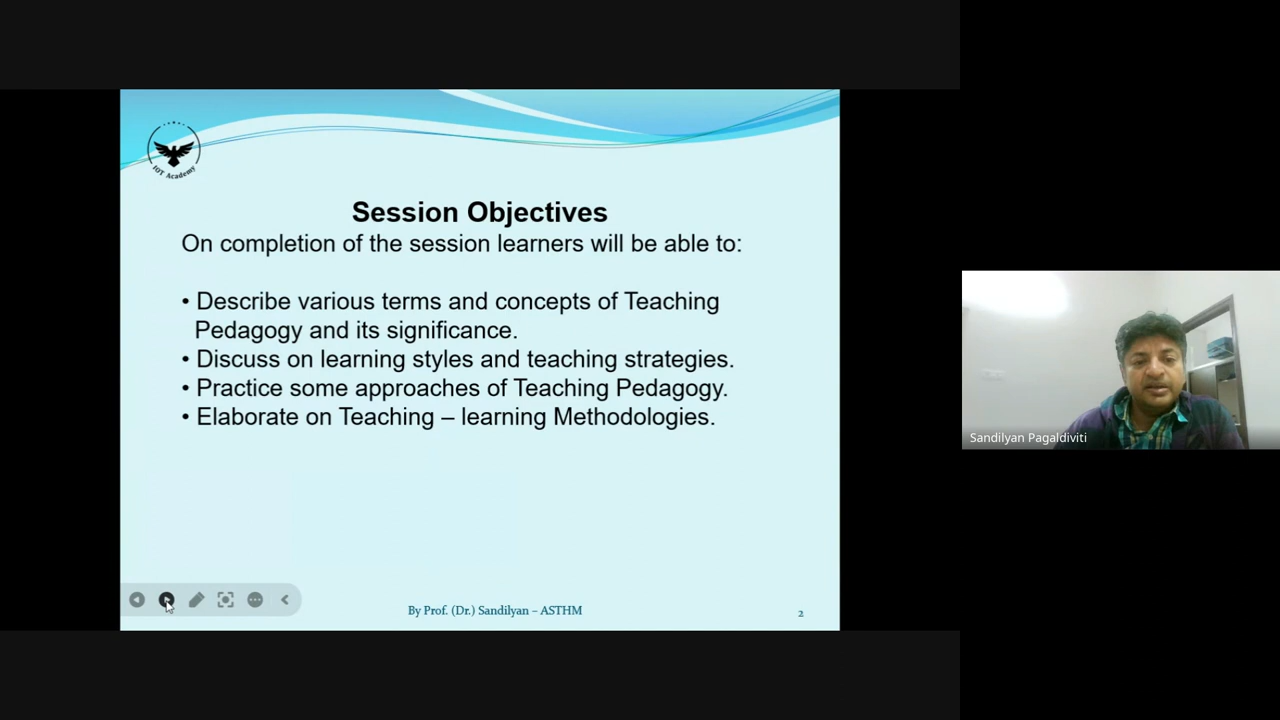 IOT Academy
Session Objectives
On completion of the session learners will be able to:
• Describe various terms and concepts of Teaching
Pedagogy and its significance.
• Discuss on learning styles and teaching strategies.
• Practice some approaches of Teaching Pedagogy.
• Elaborate on Teaching – learning Methodologies.
By Prof. (Dr.) Sandilyan – ASTHM
2
Sandilyan Pagaldiviti